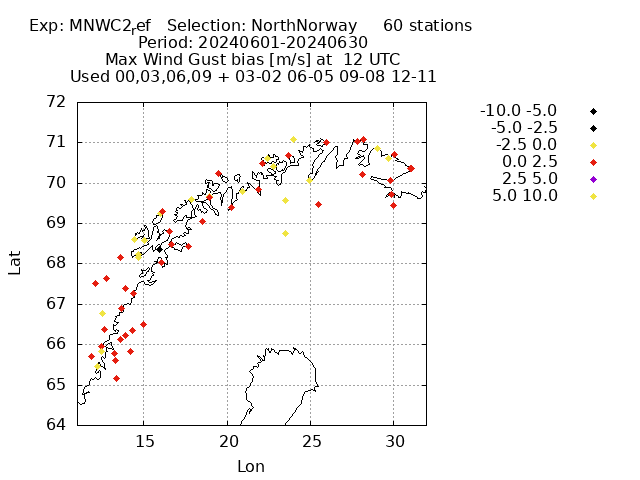 Exp: MNWC2ref   Selection: NorthNorway     60 stations
Period: 20240601-20240630
Max Wind Gust bias [m/s] at  12 UTC
Used 00,03,06,09 + 03-02 06-05 09-08 12-11
-10.0 -5.0
-5.0 -2.5
-2.5 0.0
0.0 2.5
2.5 5.0
5.0 10.0
72
71
70
69
68
67
66
65
64
Lat
15 20 25 30
Lon